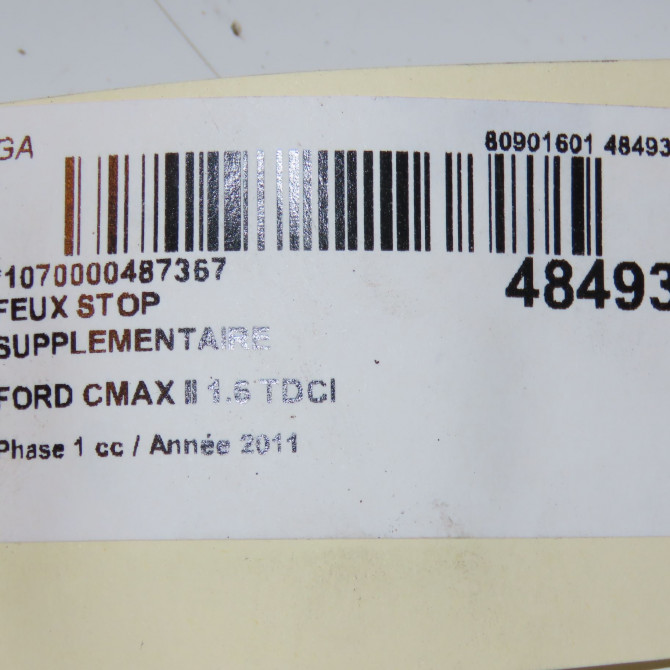 GA
80901601 48493
*1070000487367
48493
FEUX STOP
SUPPLEMENTAIRE
FORD CMAX II 1.6 TDCI
Phase 1 cc / Année 2011